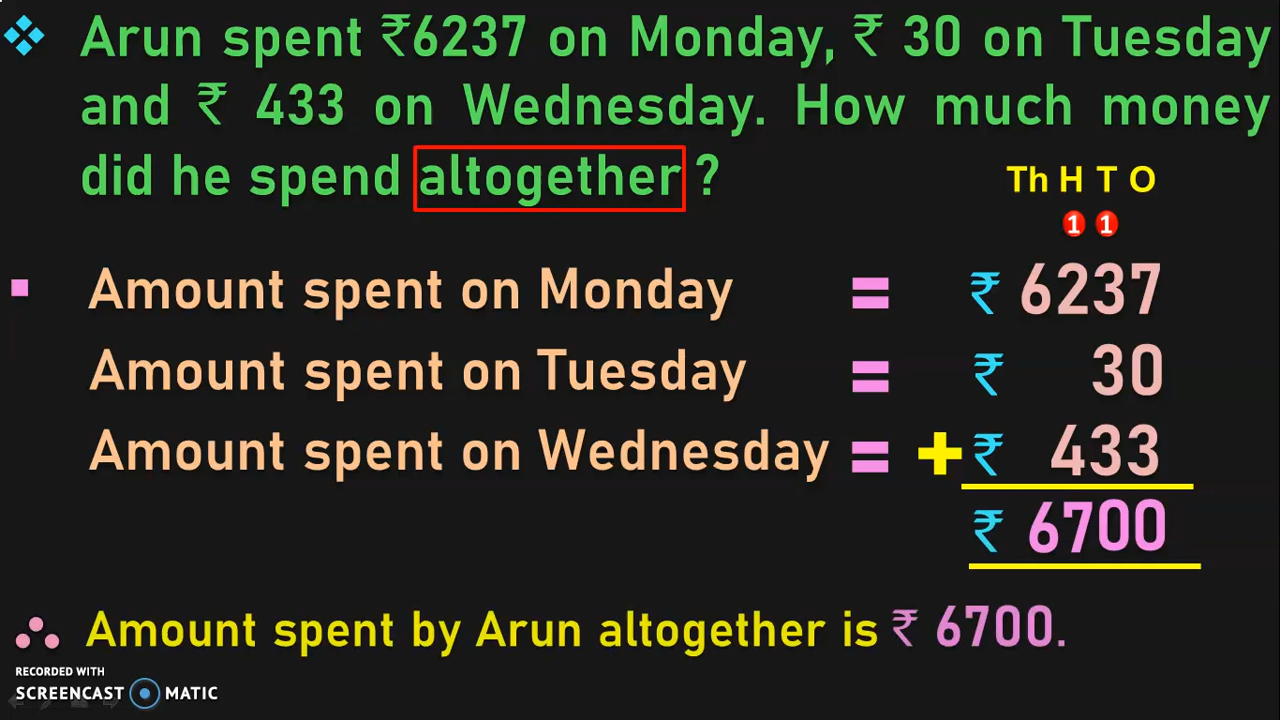 Arun spent ₹6237 on Monday, ₹ 30 on Tuesday
and ₹ 433 on Wednesday. How much money
did he spend altogether ?
Th H T O
1 1
Amount spent on Monday = ₹ 6237
Amount spent on Tuesday = ₹ 30
Amount spent on Wednesday = + ₹ 433
₹ 6700
Amount spent by Arun altogether is ₹ 6700.
RECORDED WITH
SCREENCAST MATIC